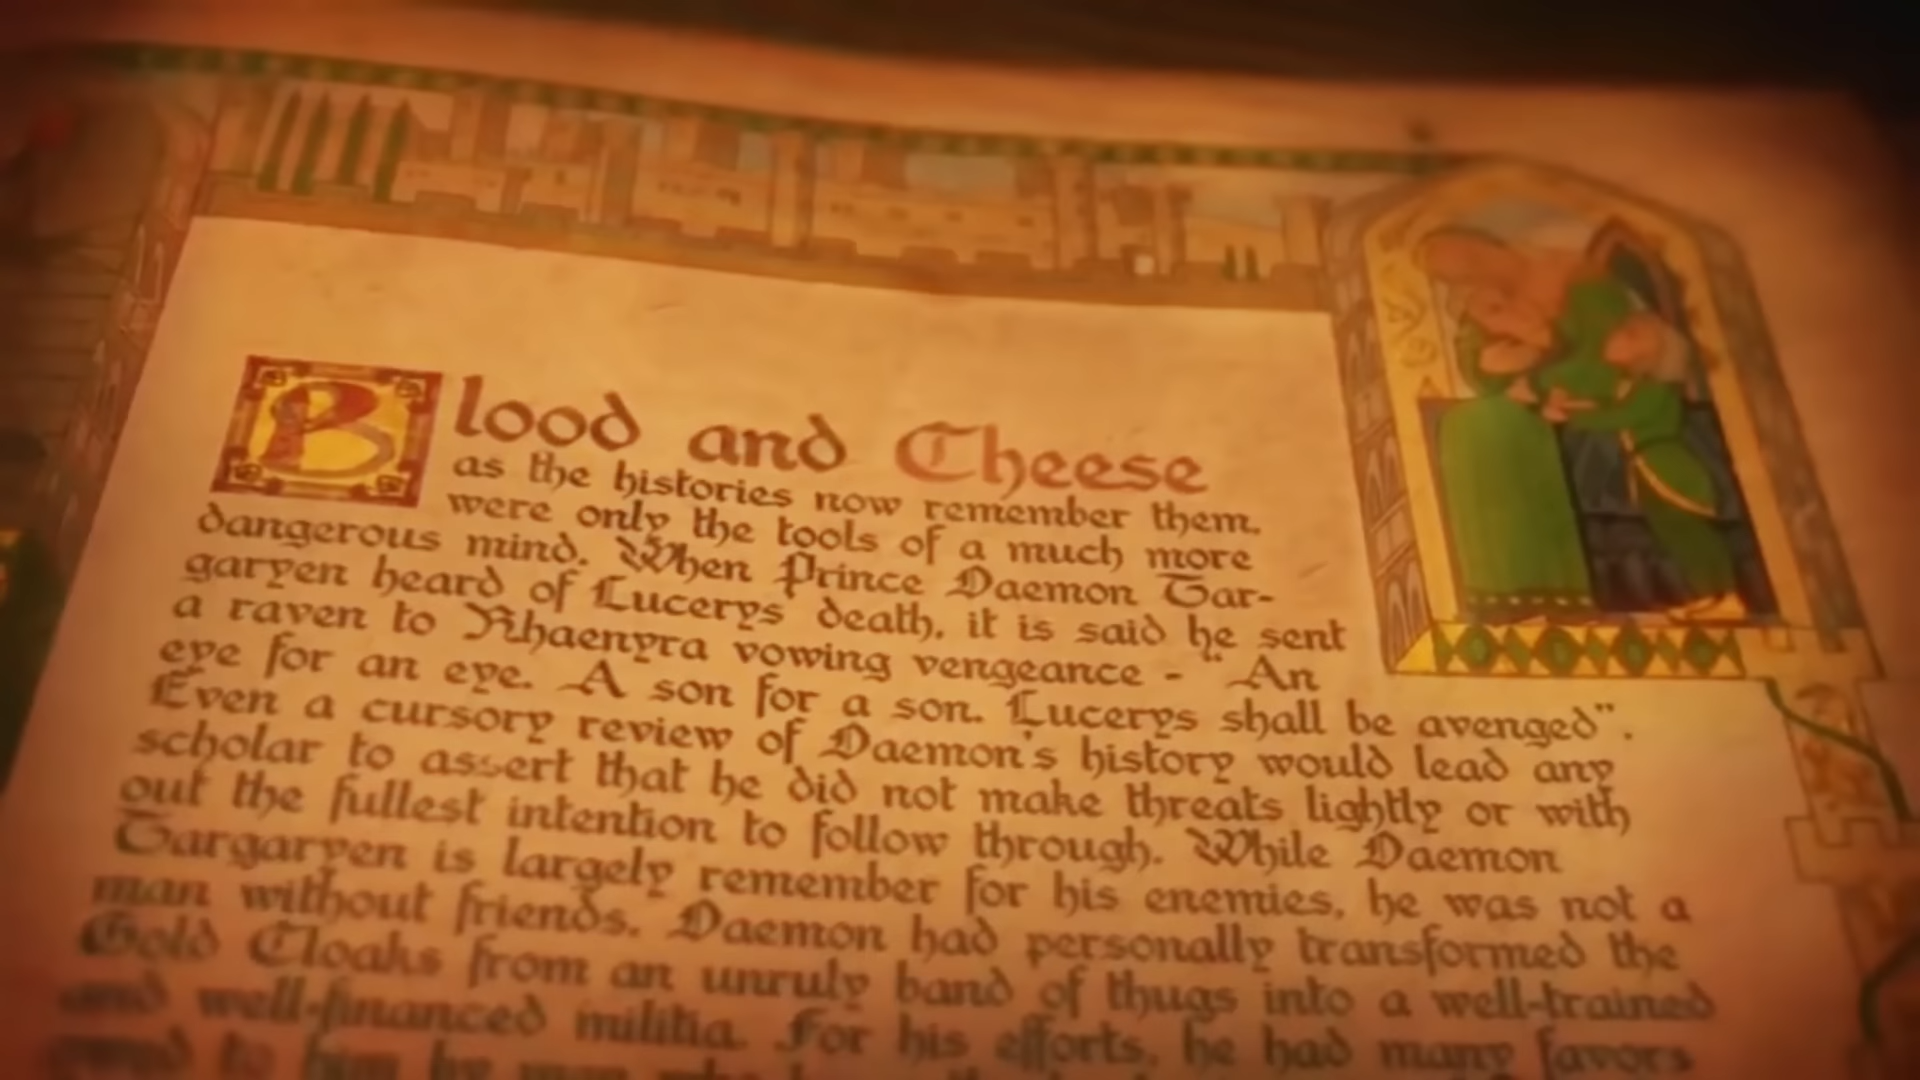 Blood and Cheese
as the histories now remember them,
were only the tools of a much more
dangerous mind. When Prince Daemon Tar-
garyen heard of Lucerys' death, it is said he sent
a raven to Rhaenyra vowing vengeance - "An
eye for an eye. A son for a son. Lucerys shall be avenged".
Even a cursory review of Daemon's history would lead any
scholar to assert that he did not make threats lightly or with
out the fullest intention to follow through. While Daemon
Targaryen is largely remember for his enemies, he was not a
man without friends. Daemon had personally transformed the
Gold Cloaks from an unruly band of thugs into a well-trained
and well-financed militia. For his efforts, he had many favors
owed to him by men who